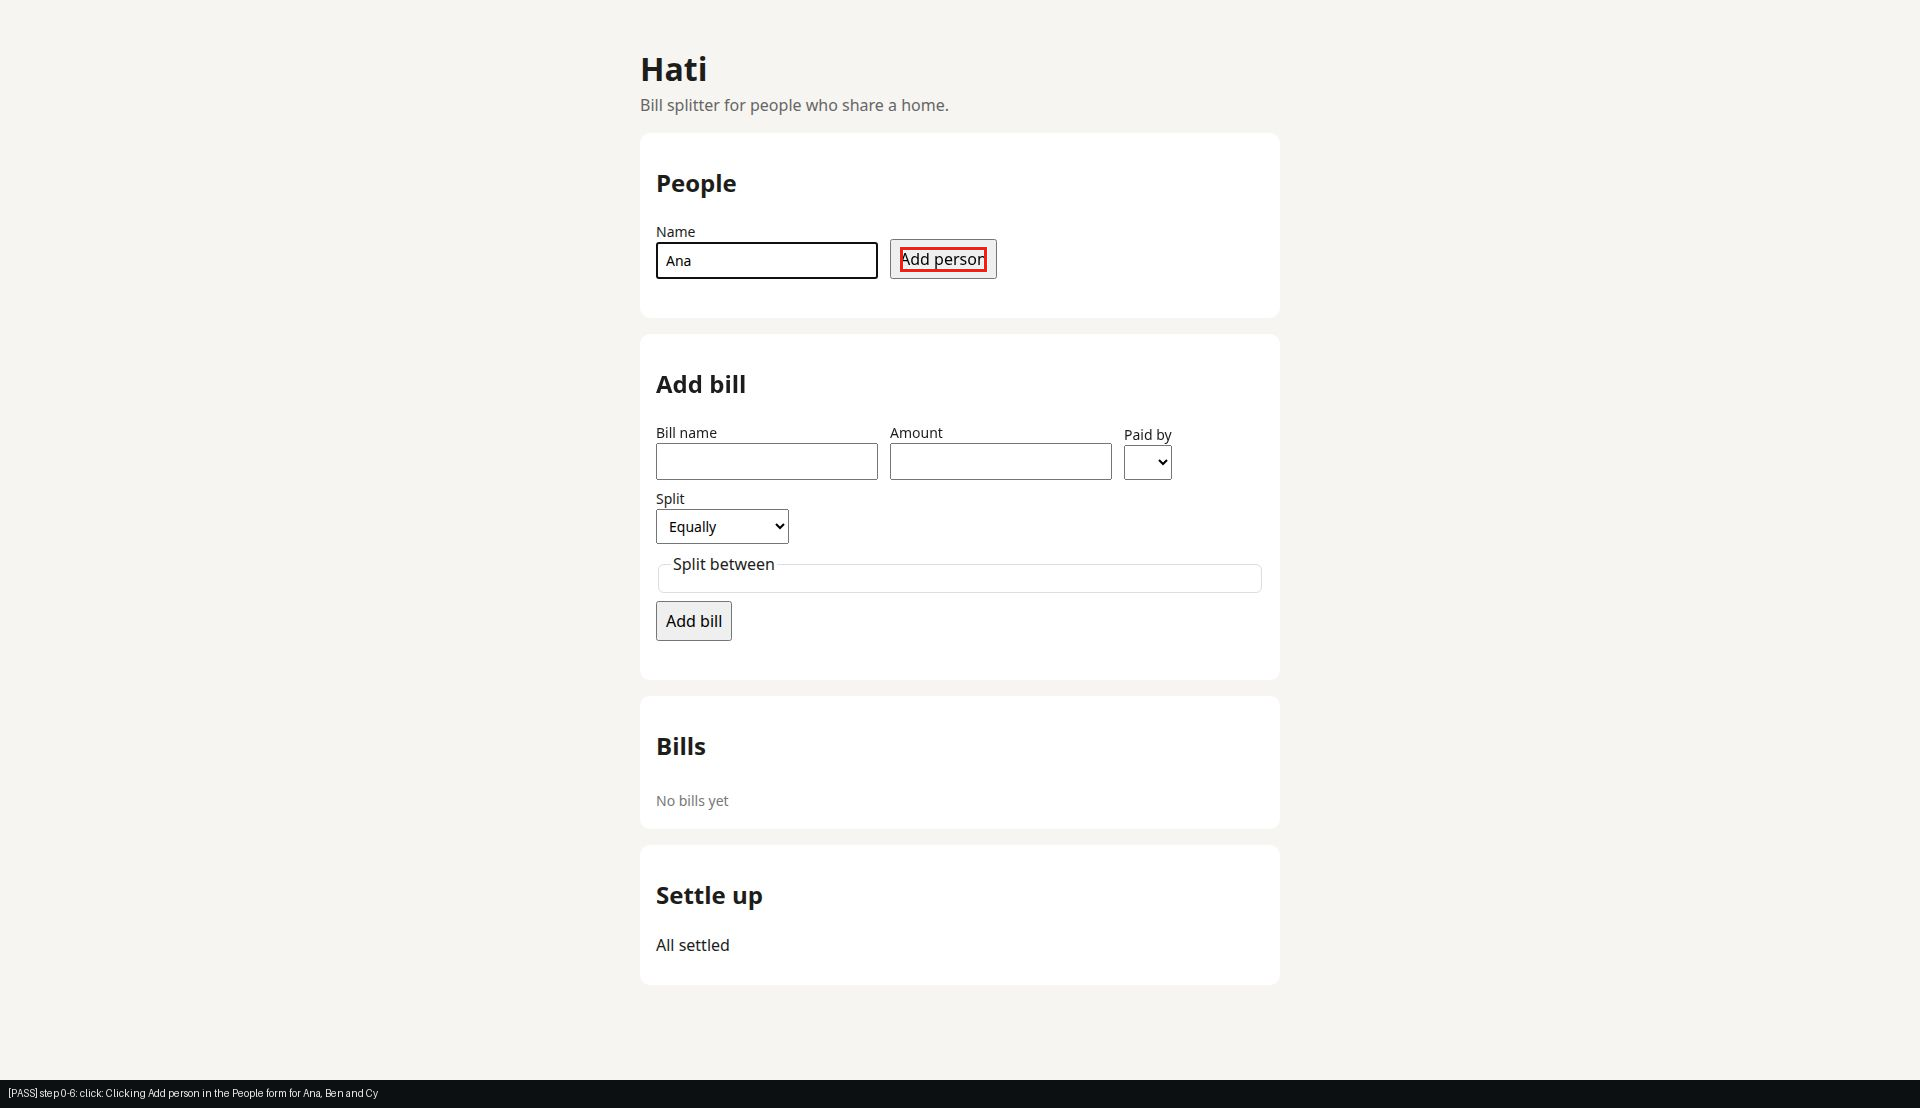 Hati
Bill splitter for people who share a home.
People
Name
Ana
Add person
Add bill
Bill name Amount Paid by
Split
Equally
Split between
Add bill
Bills
No bills yet
Settle up
All settled
[PASS] step 0-6: click: Clicking Add person in the People form for Ana, Ben and Cy